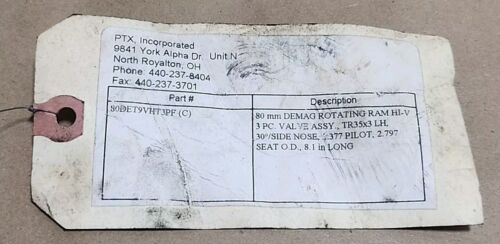 PTX, Incorporated
9841 York Alpha Dr. Unit N
North Royalton, OH
Phone: 440-237-8404
Fax: 440-237-3701
Part #
Description
80DET9VHT3PF (C)
80 mm DEMAG ROTATING RAM HI-V
3 PC. VALVE ASSY., TR35x3 LH,
30°/SIDE NOSE, 1.377 PILOT, 2.797
SEAT O.D., 8.1 in LONG